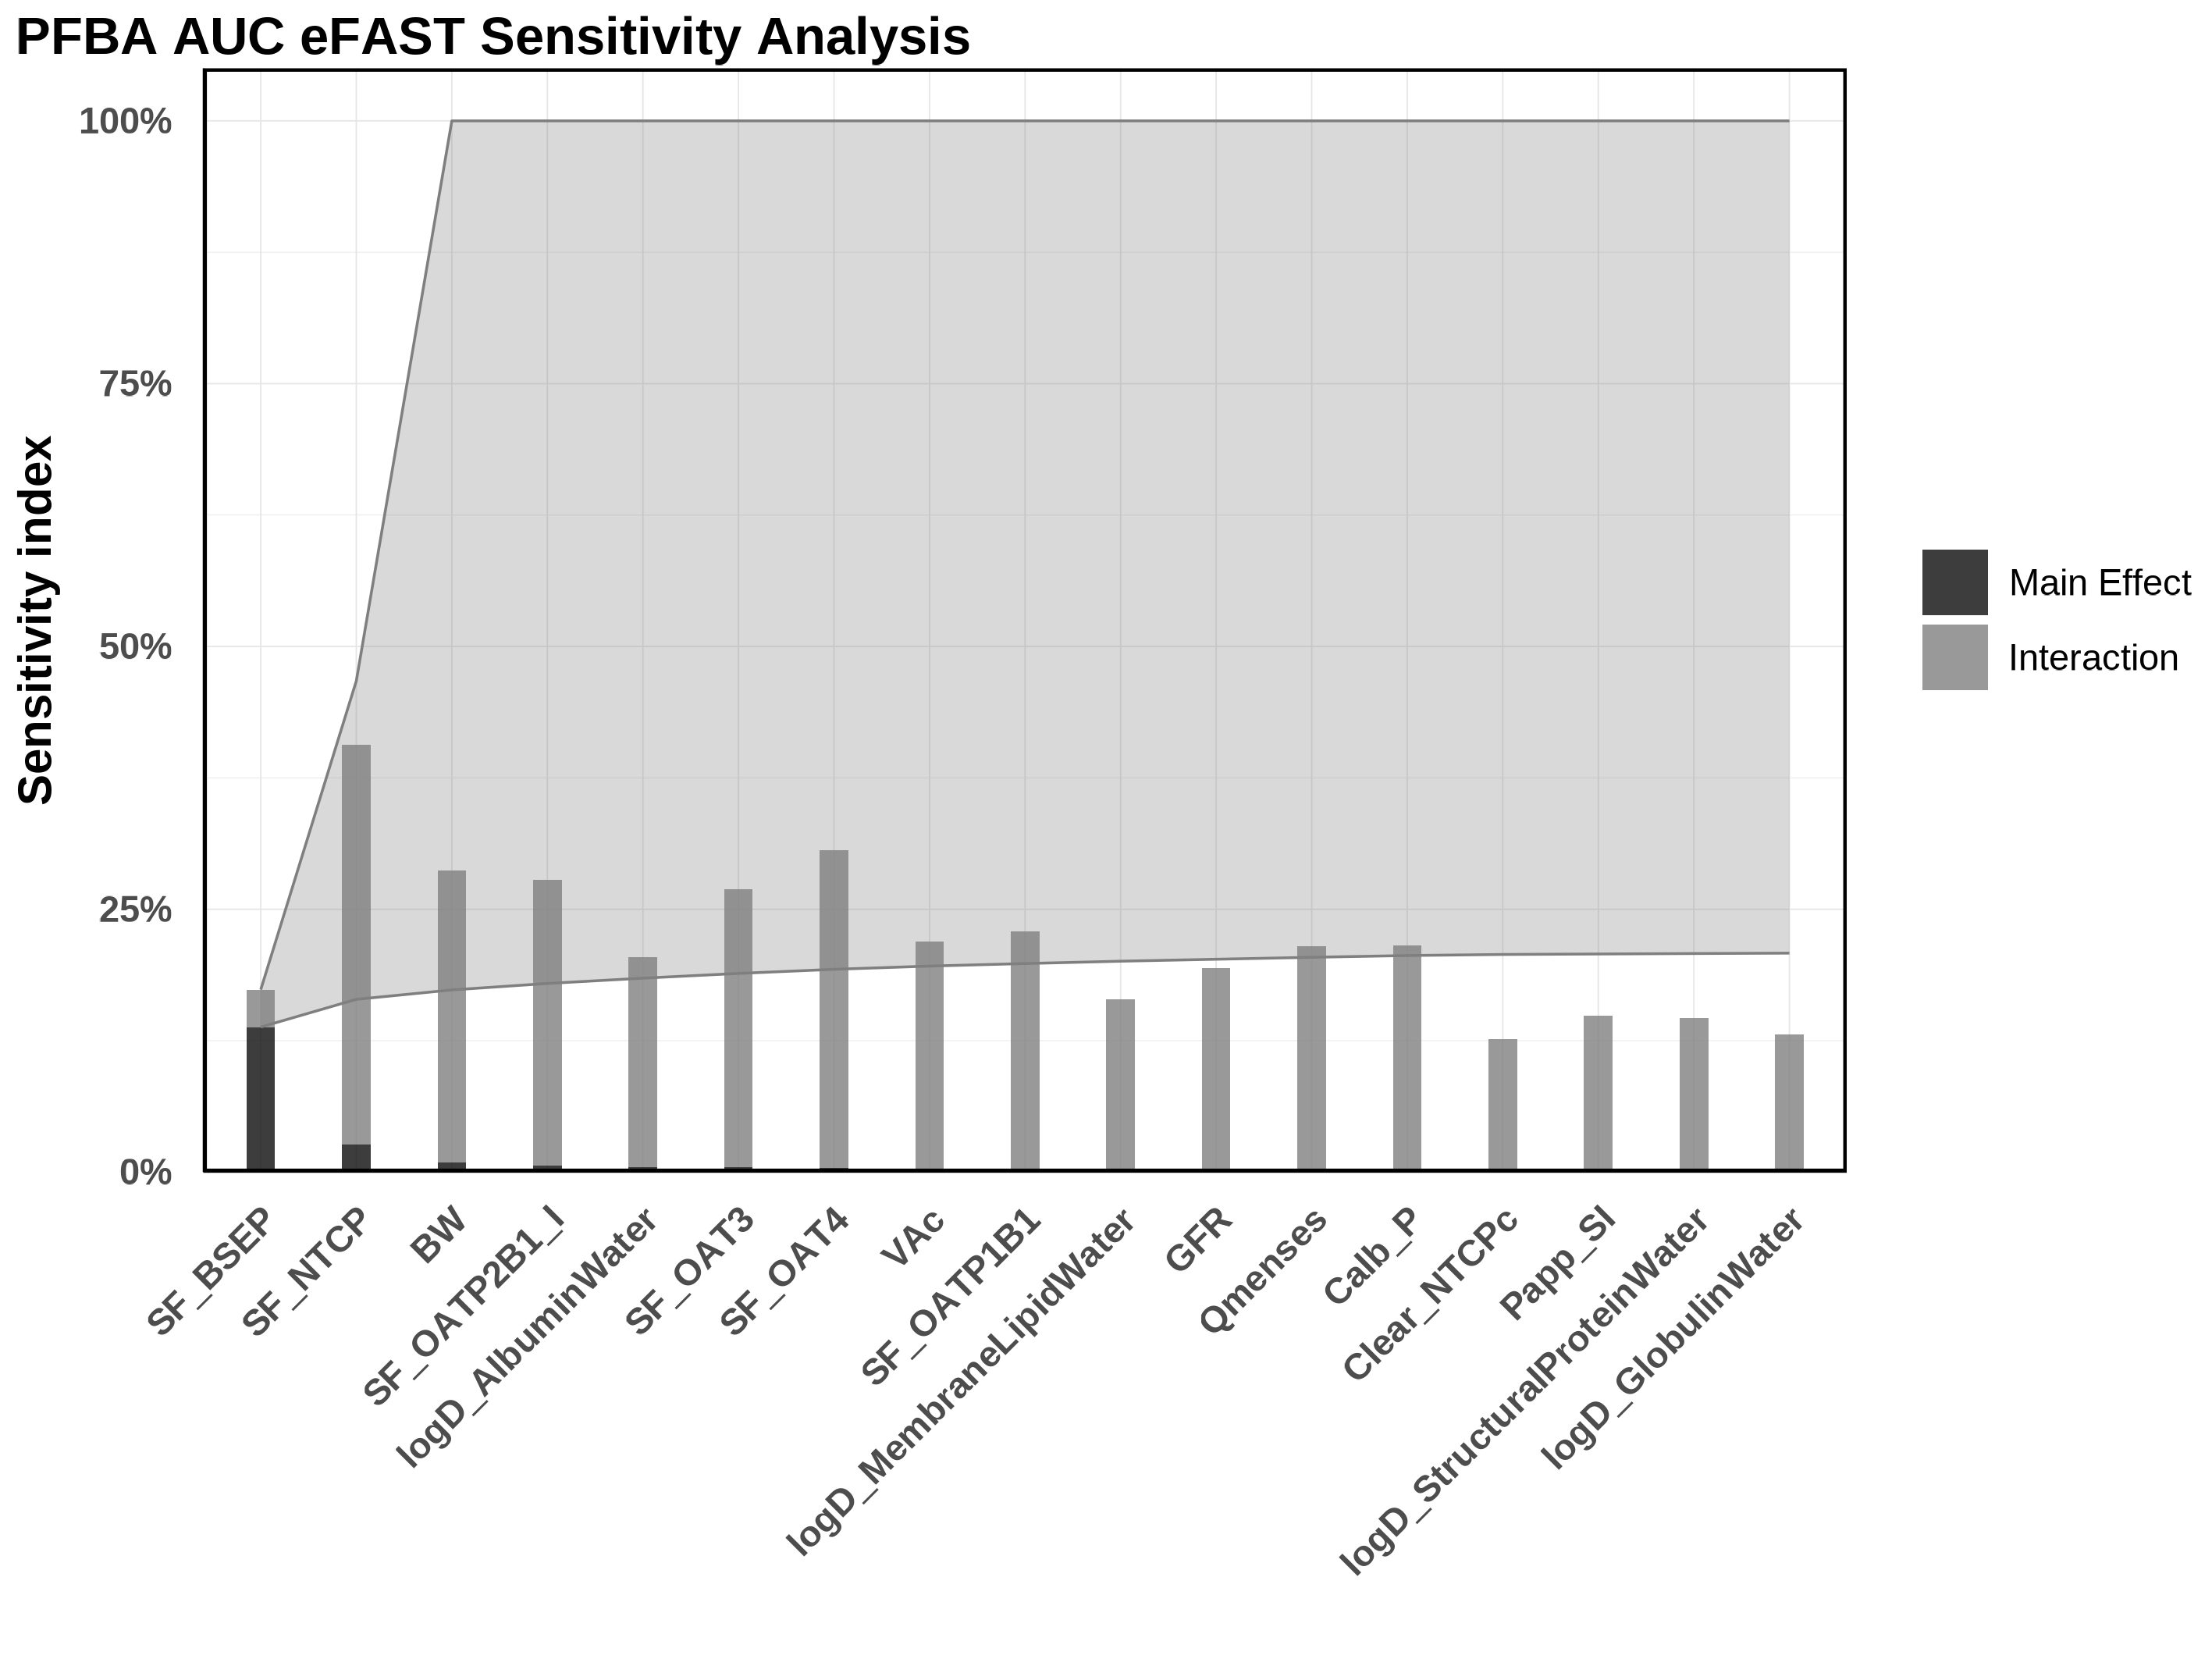 PFBA AUC eFAST Sensitivity Analysis
Sensitivity index
100%
75%
50%
25%
0%
SF_BSEP
SF_NTCP
BW
SF_OATP2B1_I
logD_AlbuminWater
SF_OAT3
SF_OAT4
VAc
SF_OATP1B1
logD_MembraneLipidWater
GFR
Qmenses
Calb_P
Clear_NTCPc
Papp_SI
logD_StructuralProteinWater
logD_GlobulinWater
Main Effect
Interaction